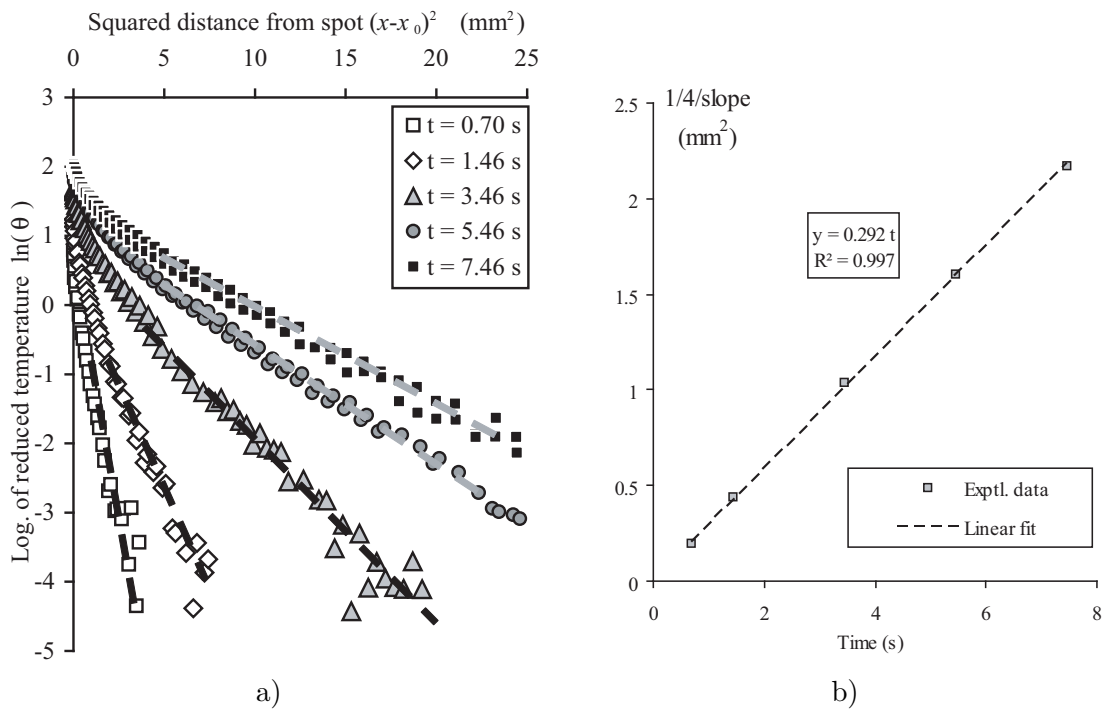 Squared distance from spot (x-x₀)² (mm²)
0 5 10 15 20 25
3
2
1
0
-1
-2
-3
-4
-5
Log. of reduced temperature ln(θ)
t = 0.70 s
t = 1.46 s
t = 3.46 s
t = 5.46 s
t = 7.46 s
a)
1/4/slope
(mm²)
2.5
2
1.5
1
0.5
0
y = 0.292 t
R² = 0.997
Exptl. data
Linear fit
0 2 4 6 8
Time (s)
b)